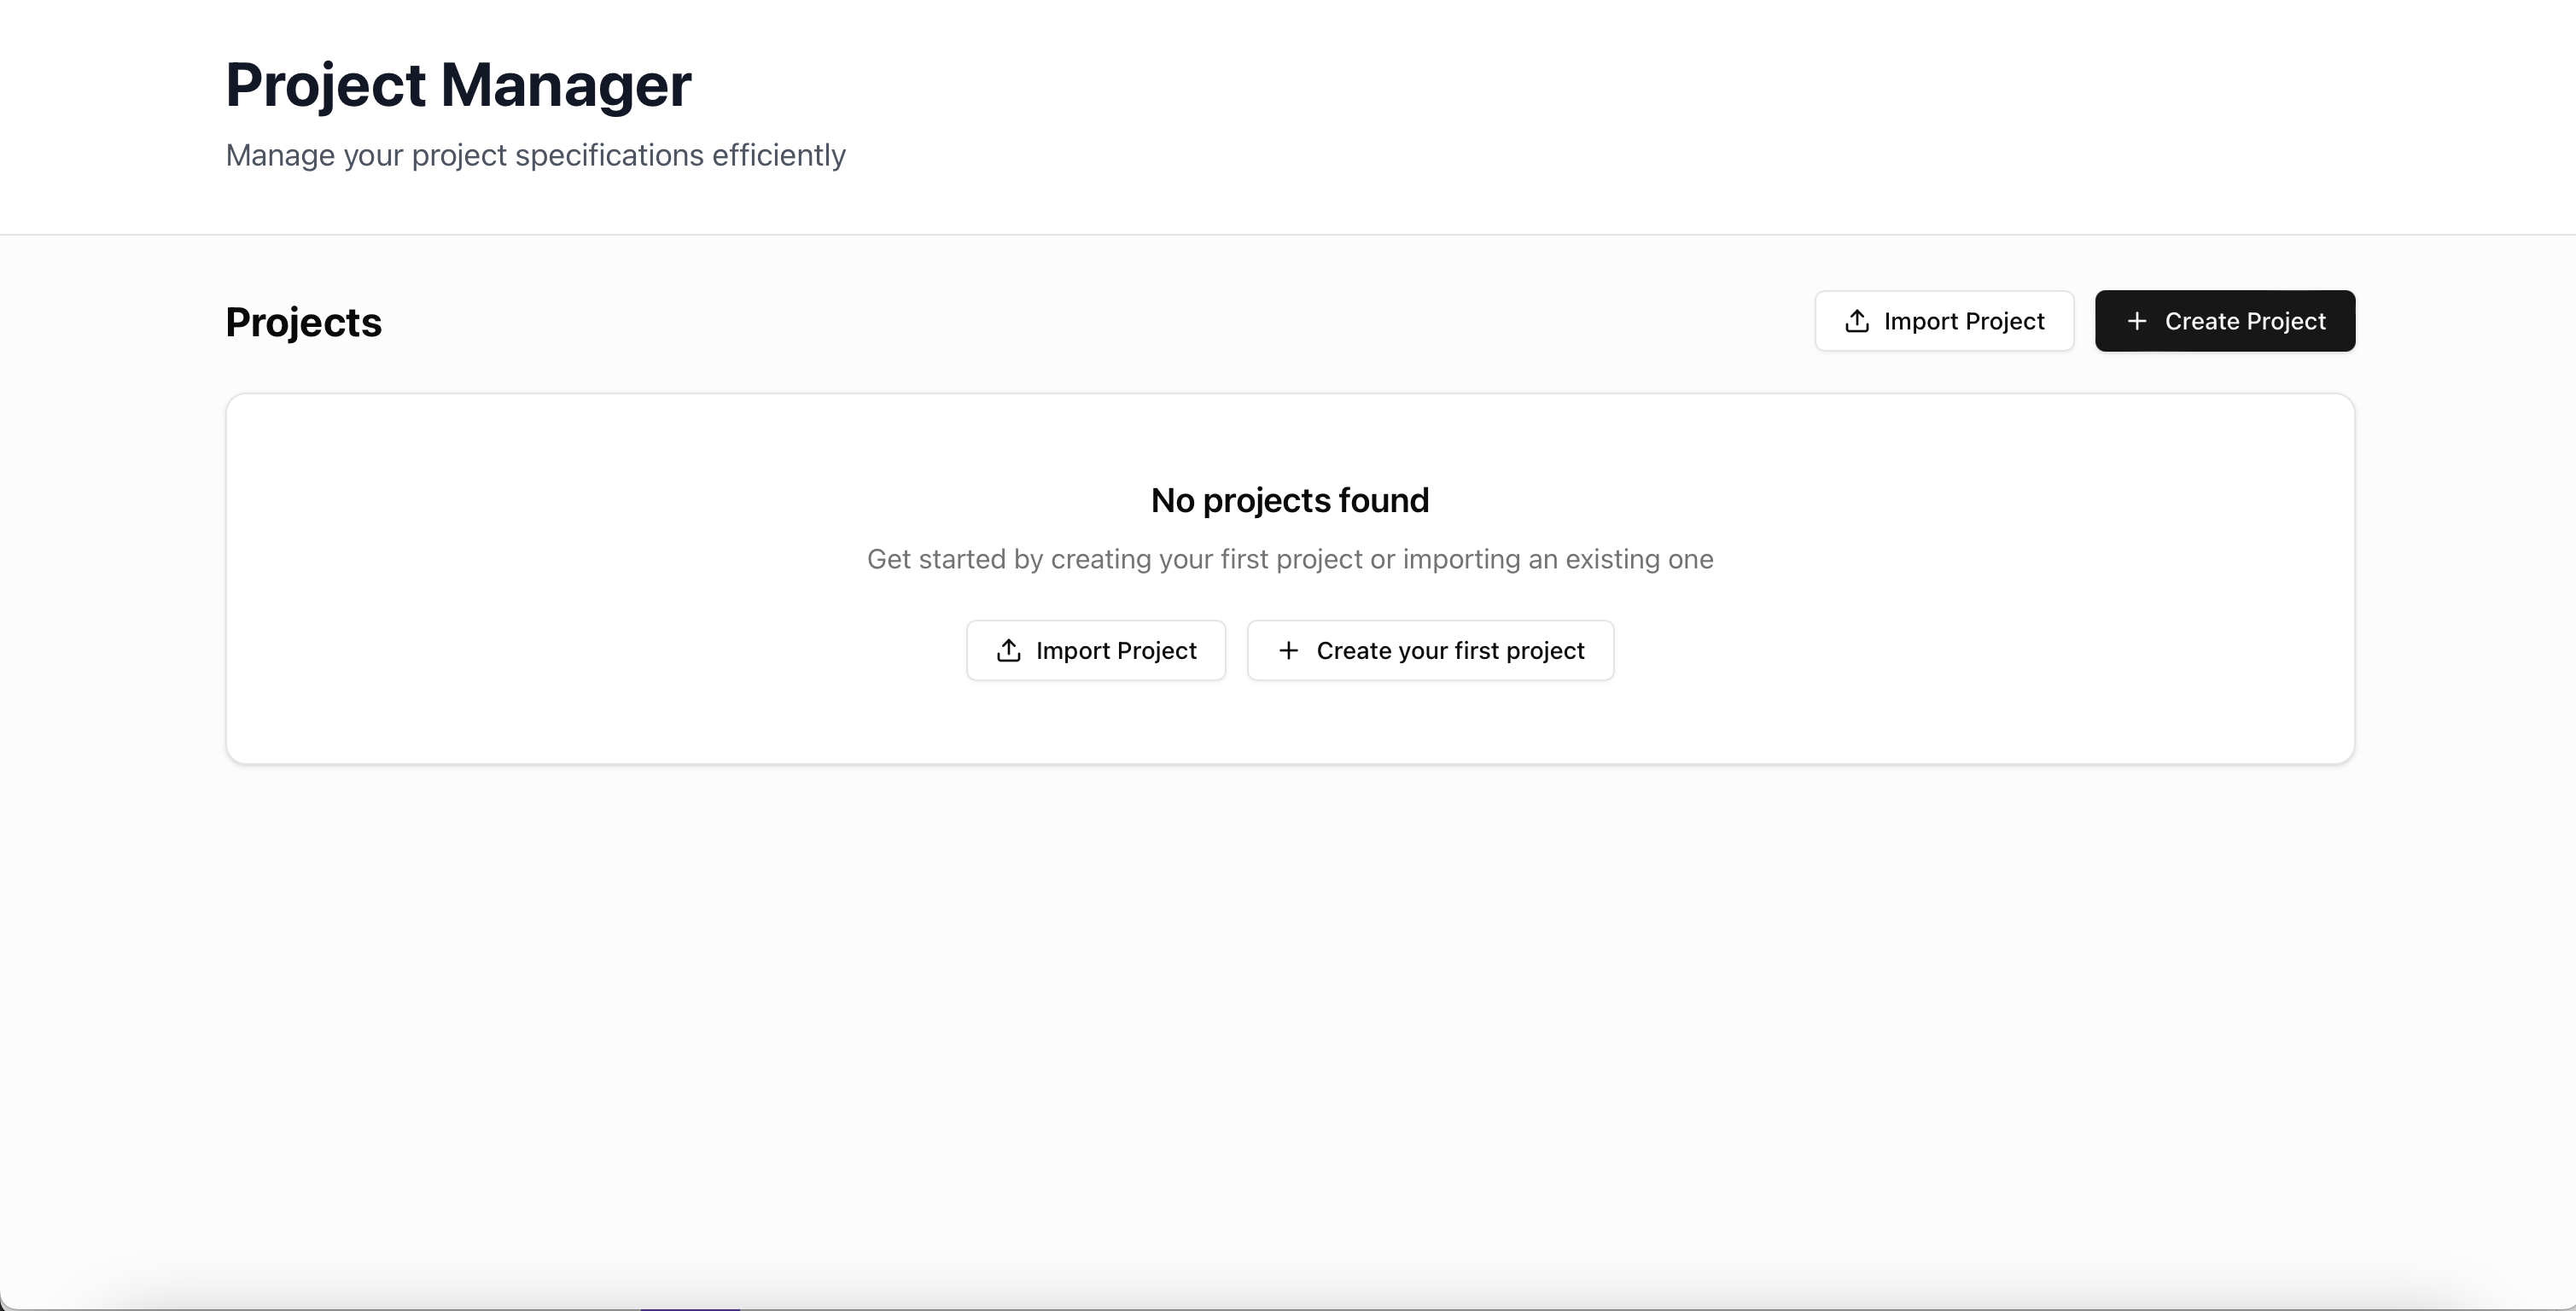 Project Manager
Manage your project specifications efficiently
Projects
Import Project
Create Project
No projects found
Get started by creating your first project or importing an existing one
Import Project
Create your first project